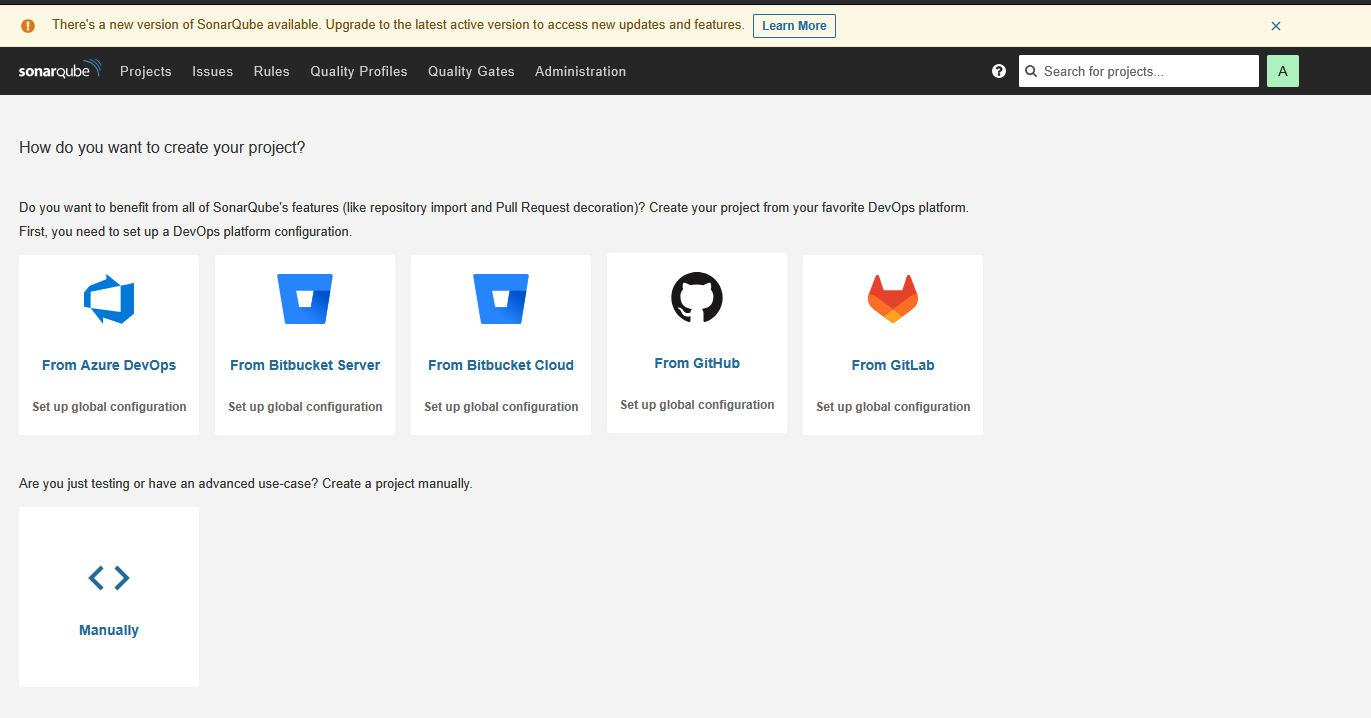 There's a new version of SonarQube available. Upgrade to the latest active version to access new updates and features. Learn More
sonarqube Projects Issues Rules Quality Profiles Quality Gates Administration Search for projects... A
How do you want to create your project?
Do you want to benefit from all of SonarQube's features (like repository import and Pull Request decoration)? Create your project from your favorite DevOps platform.
First, you need to set up a DevOps platform configuration.
From Azure DevOps From Bitbucket Server From Bitbucket Cloud From GitHub From GitLab
Set up global configuration Set up global configuration Set up global configuration Set up global configuration Set up global configuration
Are you just testing or have an advanced use-case? Create a project manually.
Manually